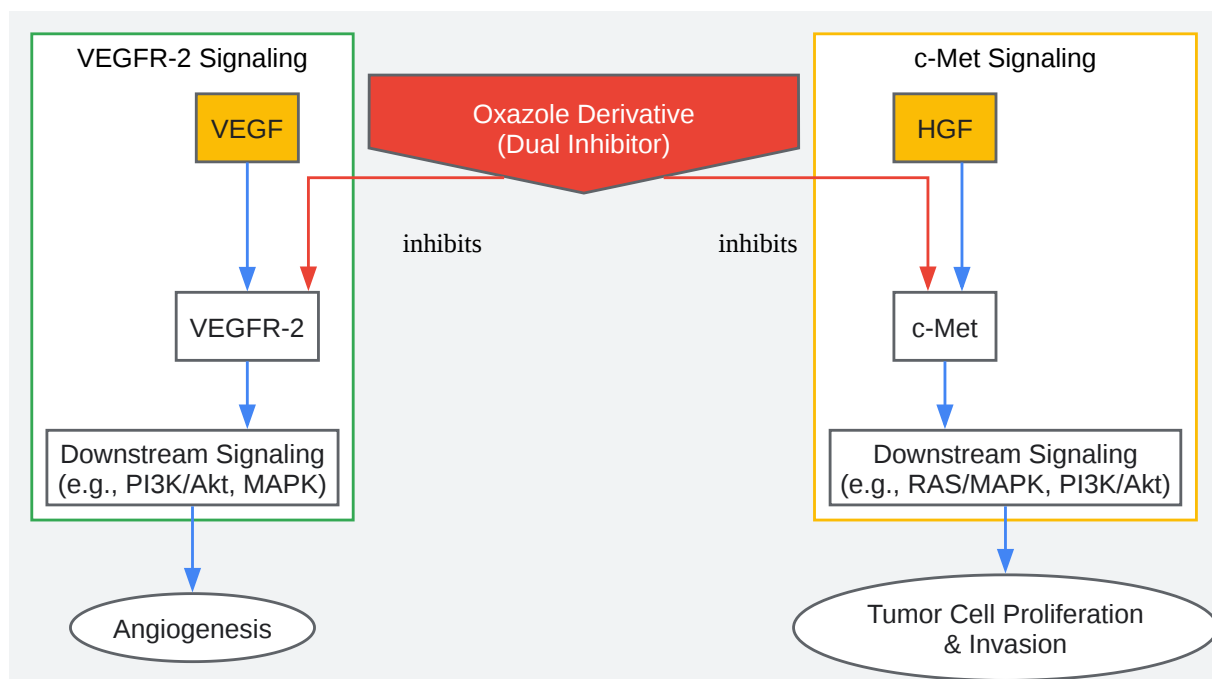 VEGFR-2 Signaling
c-Met Signaling
VEGF
Oxazole Derivative
(Dual Inhibitor)
HGF
inhibits
inhibits
VEGFR-2
c-Met
Downstream Signaling
(e.g., PI3K/Akt, MAPK)
Downstream Signaling
(e.g., RAS/MAPK, PI3K/Akt)
Angiogenesis
Tumor Cell Proliferation
& Invasion